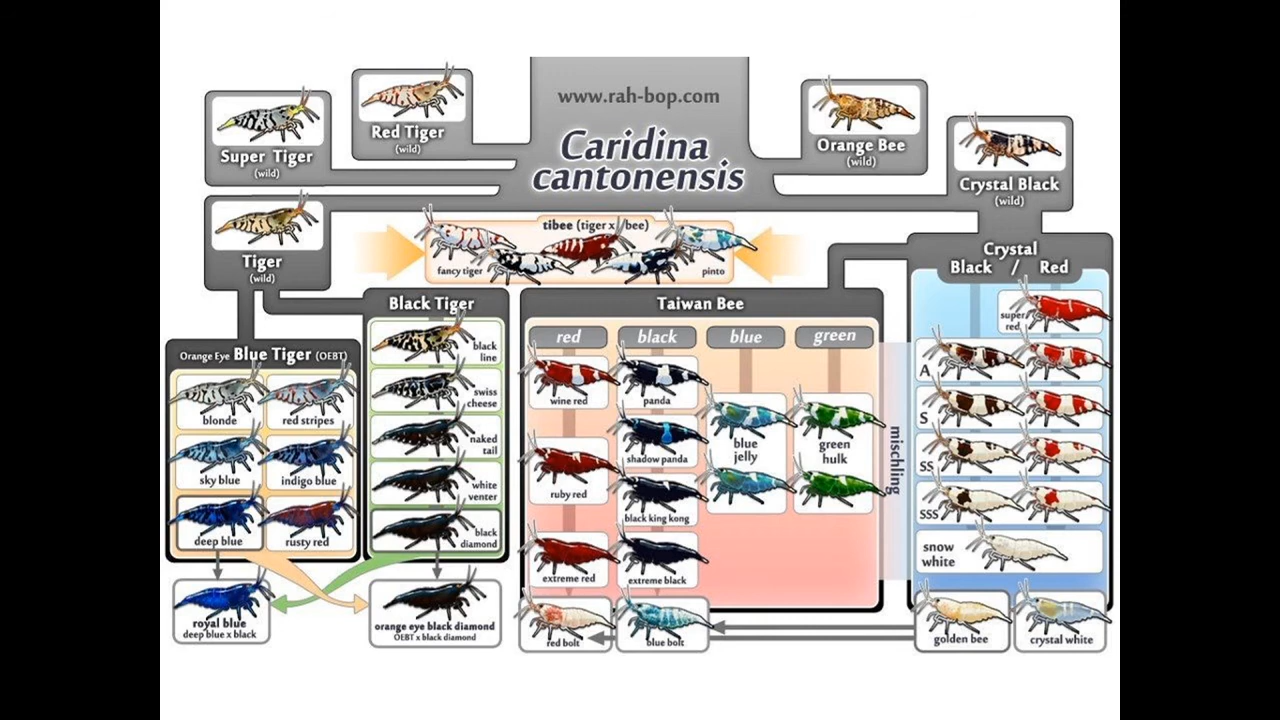 www.rah-bop.com
Caridina
cantonensis
Super Tiger
(wild)
Red Tiger
(wild)
Orange Bee
(wild)
Crystal Black
(wild)
Tiger
(wild)
tibee (tiger x bee)
fancy tiger
pinto
Orange Eye Blue Tiger (OEBT)
blonde
red stripes
sky blue
indigo blue
deep blue
rusty red
royal blue
deep blue x black
Black Tiger
black
line
swiss
cheese
naked
tail
white
venter
black
diamond
orange eye black diamond
OEBT x black diamond
Taiwan Bee
red
black
blue
green
wine red
panda
shadow panda
blue
jelly
green
hulk
ruby red
black king kong
extreme red
extreme black
red bolt
blue bolt
mischling
Crystal
Black / Red
super
red
A
S
SS
SSS
snow
white
golden bee
crystal white